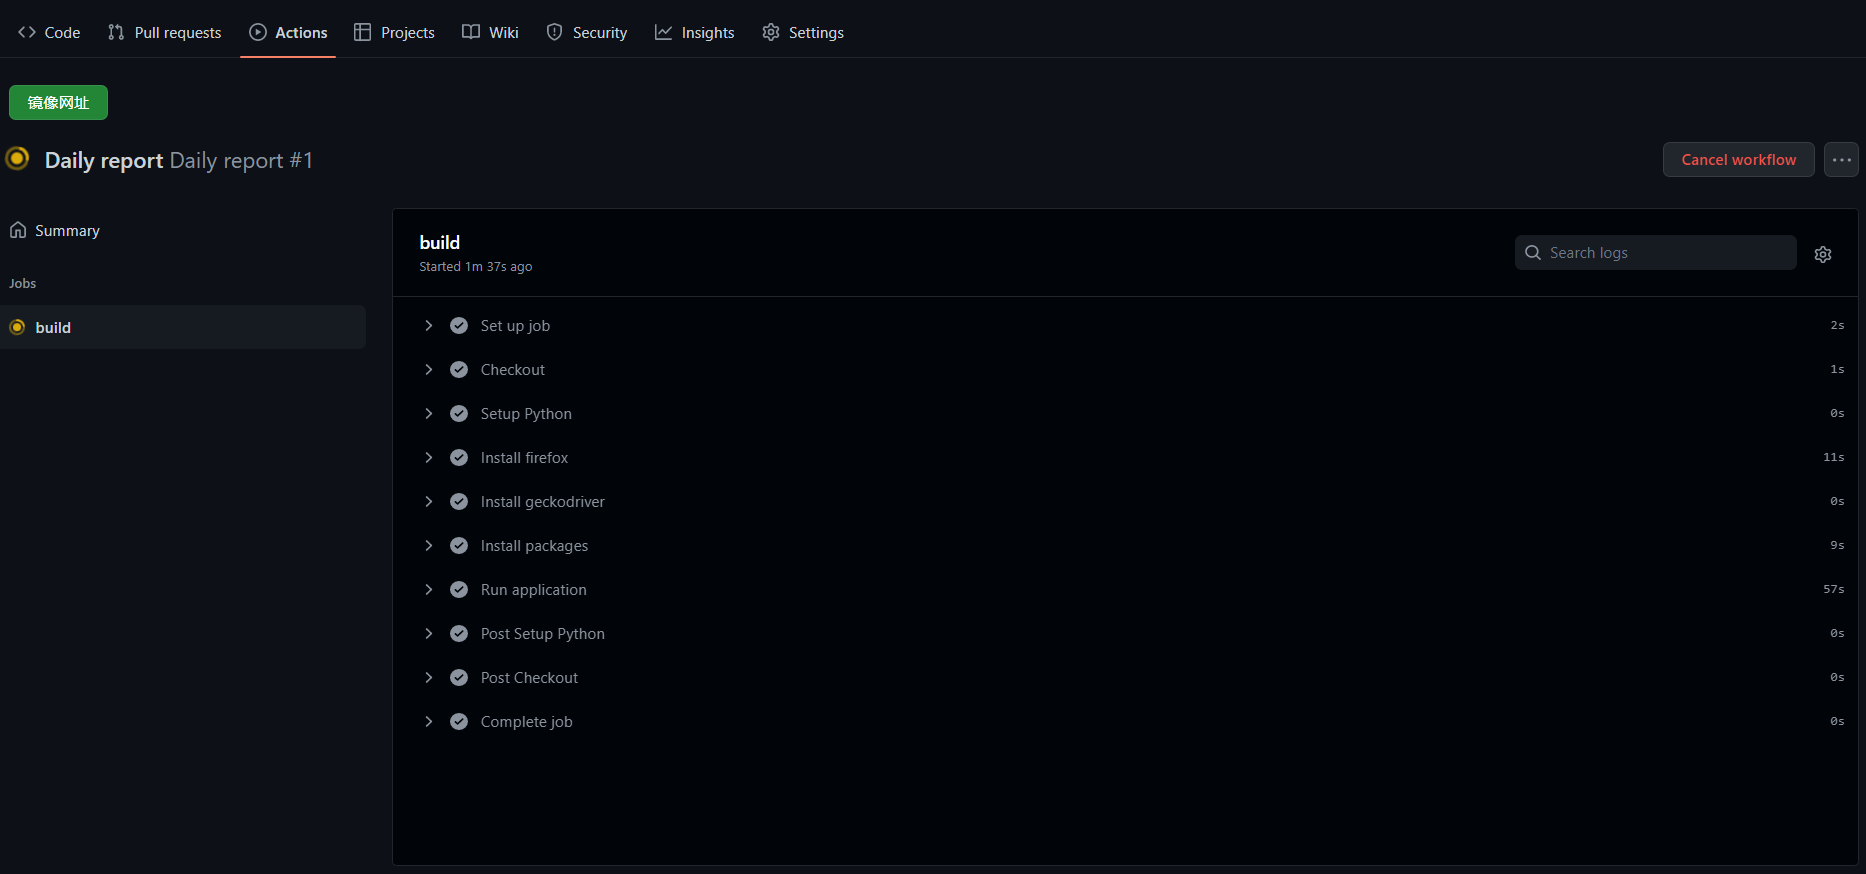 Code Pull requests Actions Projects Wiki Security Insights Settings
镜像网址
Daily report Daily report #1
Cancel workflow
Summary
Jobs
build
build
Started 1m 37s ago
Search logs
Set up job 2s
Checkout 1s
Setup Python 0s
Install firefox 11s
Install geckodriver 0s
Install packages 9s
Run application 57s
Post Setup Python 0s
Post Checkout 0s
Complete job 0s